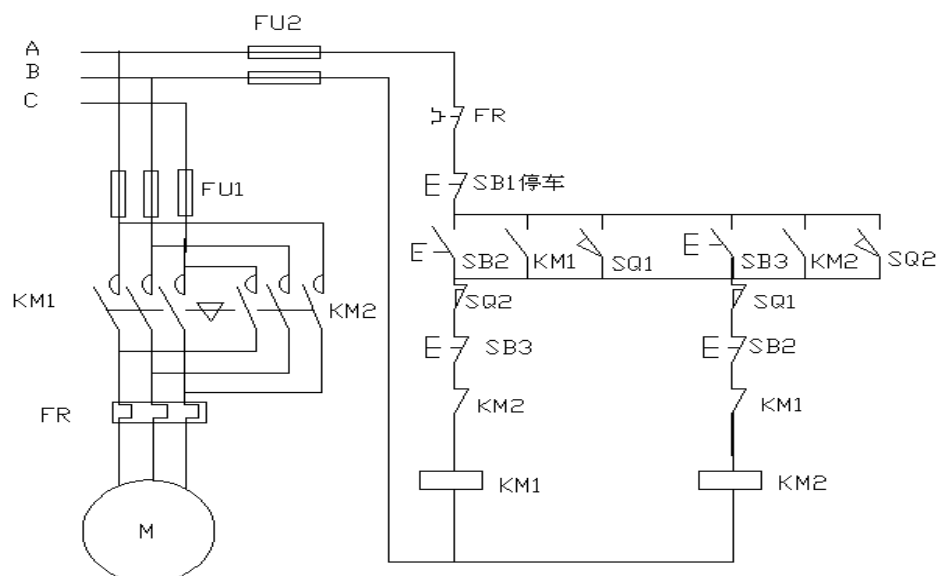 FU2
A
B
C
FR
SB1停车
FU1
SB2 KM1 SQ1 SB3 KM2 SQ2
KM1
KM2
SQ2
SQ1
SB3
SB2
KM2
KM1
FR
KM1
KM2
M